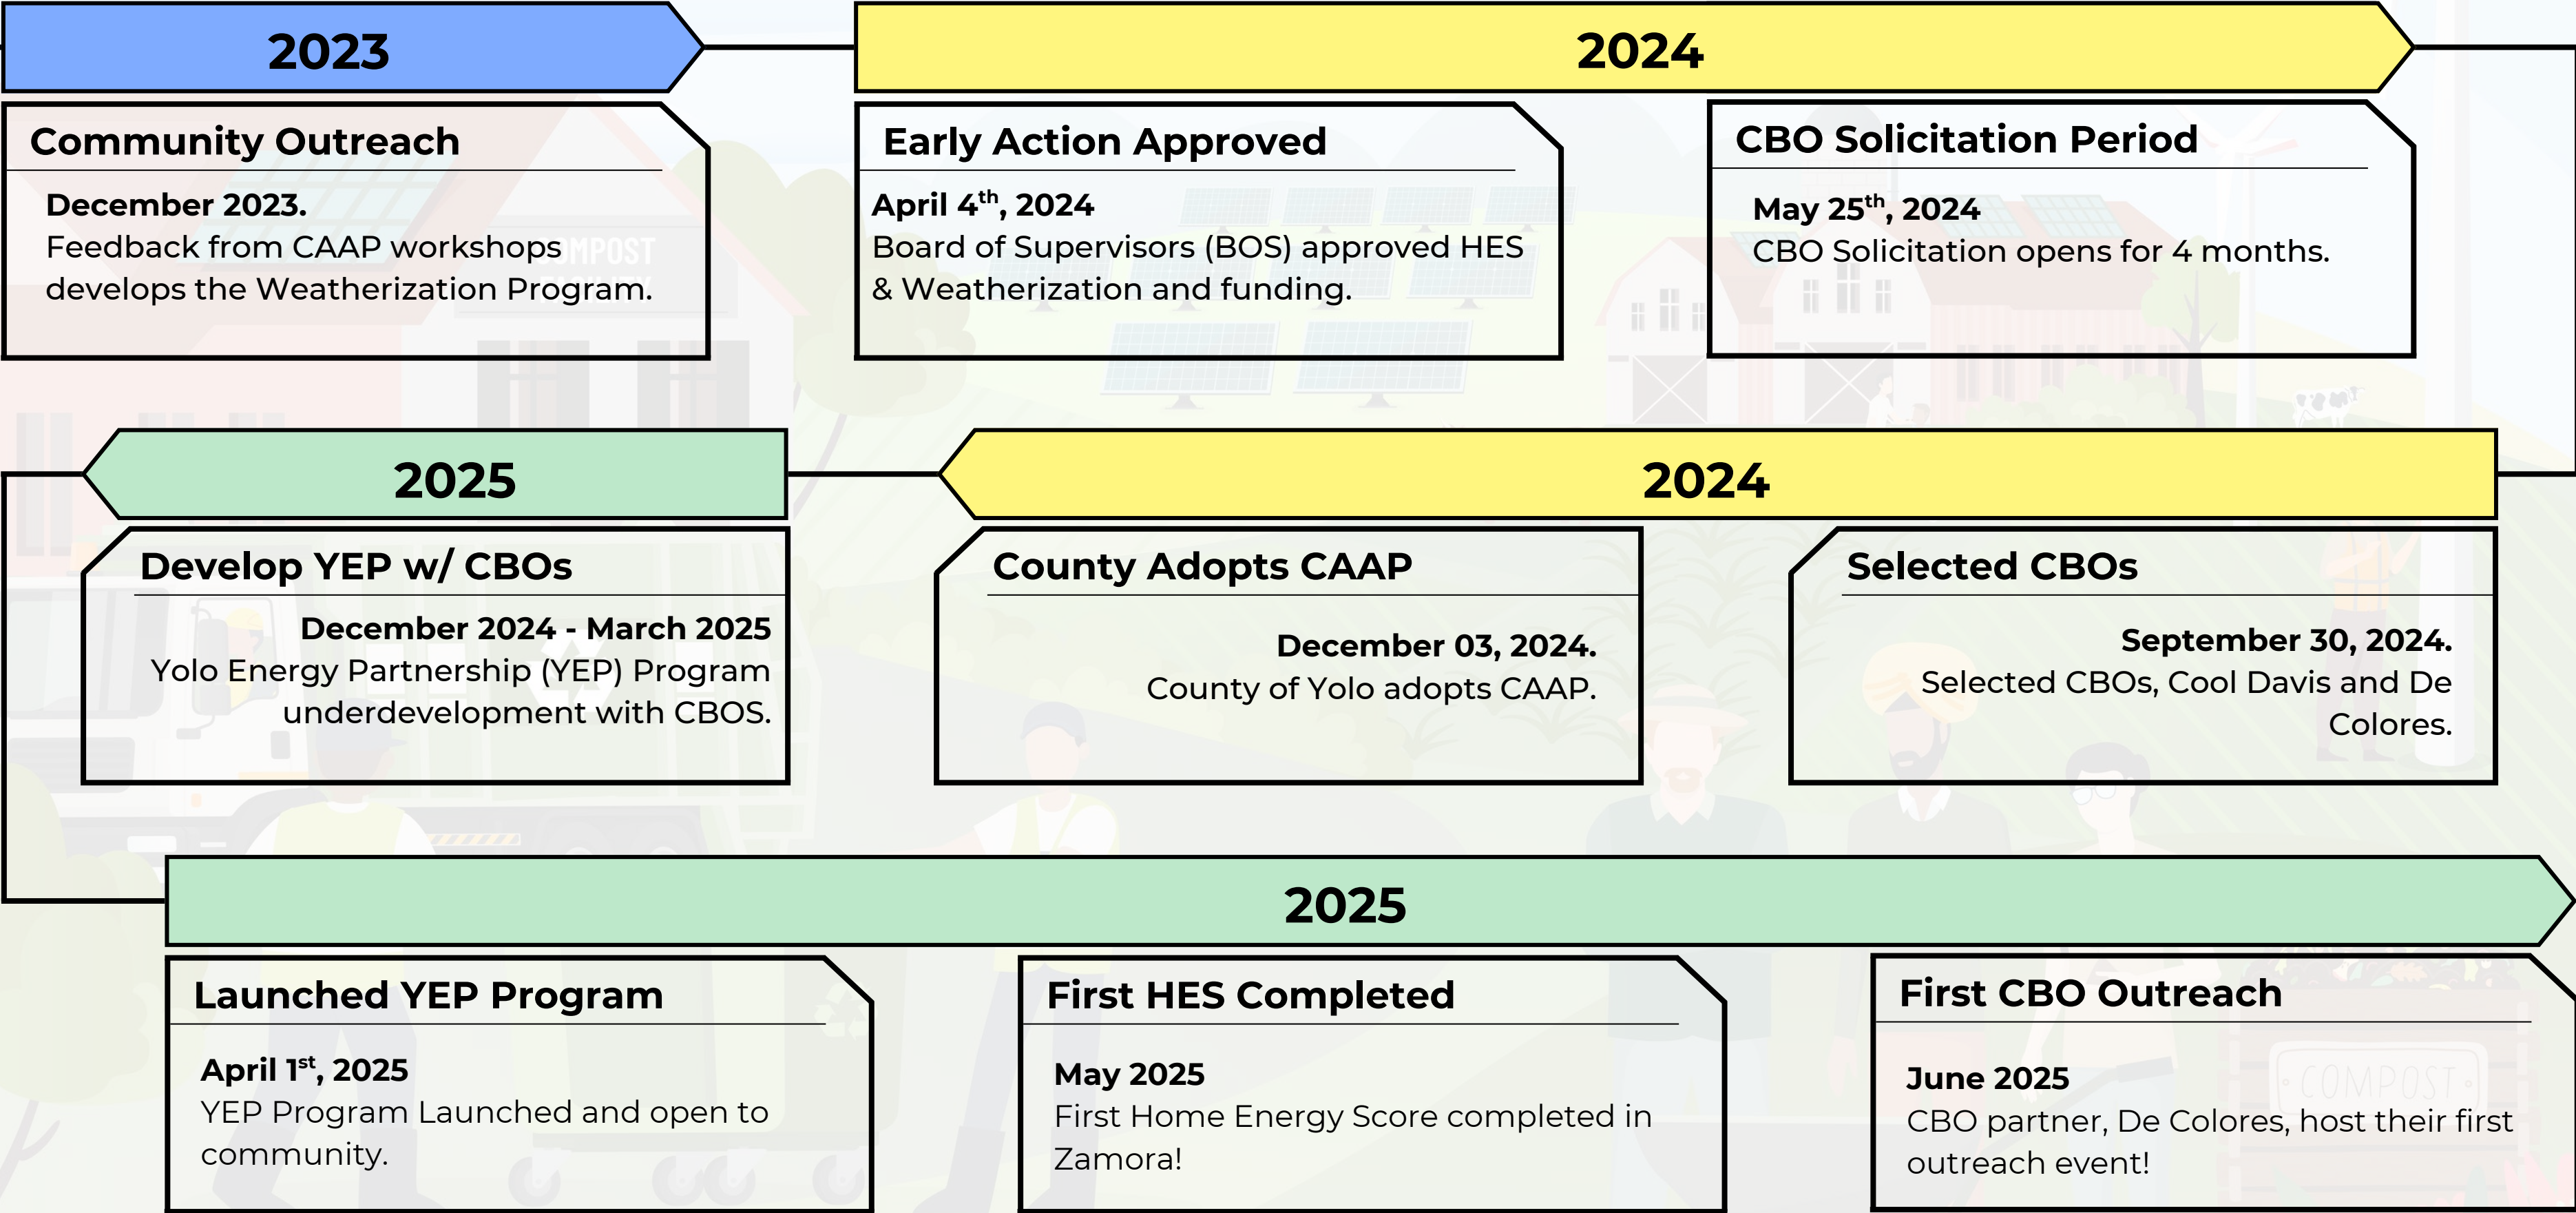 2023
2024
Community Outreach
December 2023.
Feedback from CAAP workshops
develops the Weatherization Program.
Early Action Approved
April 4th, 2024
Board of Supervisors (BOS) approved HES
& Weatherization and funding.
CBO Solicitation Period
May 25th, 2024
CBO Solicitation opens for 4 months.
COMPOST
FACILITY
2024
2025
Selected CBOs
September 30, 2024.
Selected CBOs, Cool Davis and De
Colores.
County Adopts CAAP
December 03, 2024.
County of Yolo adopts CAAP.
Develop YEP w/ CBOs
December 2024 - March 2025
Yolo Energy Partnership (YEP) Program
underdevelopment with CBOS.
2025
Launched YEP Program
April 1st, 2025
YEP Program Launched and open to
community.
First HES Completed
May 2025
First Home Energy Score completed in
Zamora!
First CBO Outreach
June 2025
CBO partner, De Colores, host their first
outreach event!
COMPOST